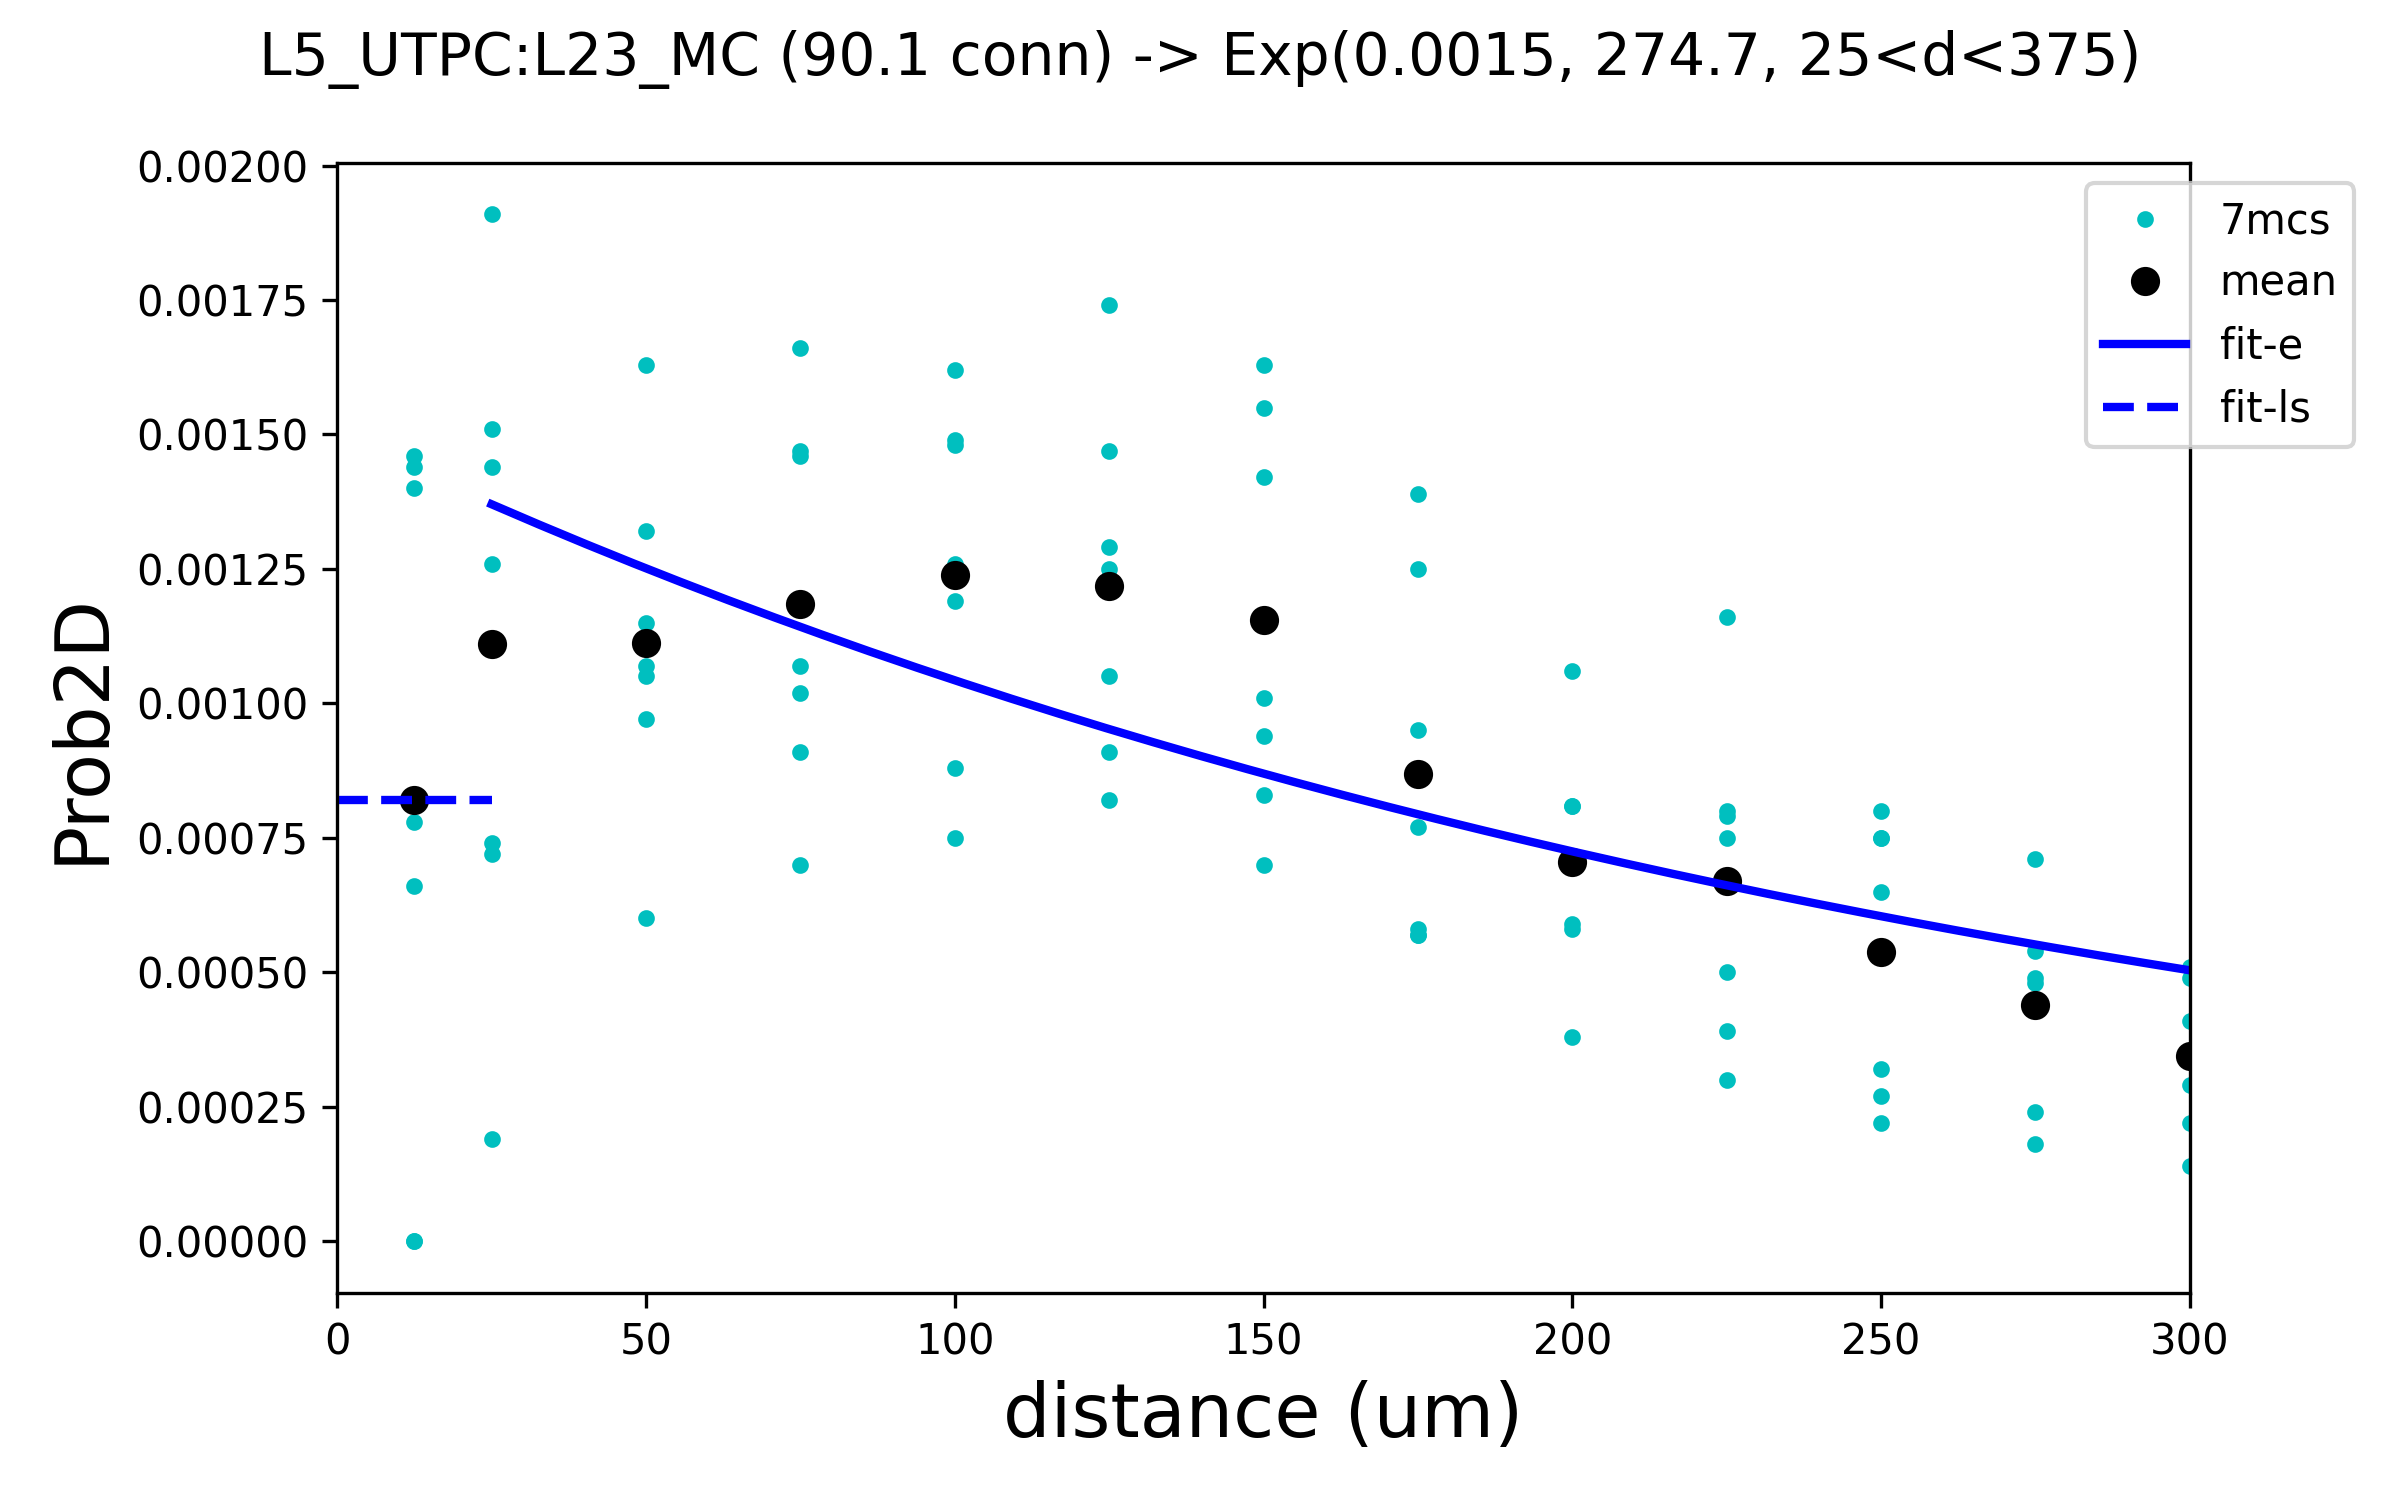 L5_UTPC:L23_MC (90.1 conn) -> Exp(0.0015, 274.7, 25<d<375)
0.00200
0.00175
0.00150
0.00125
0.00100
0.00075
0.00050
0.00025
0.00000
Prob2D
7mcs
mean
fit-e
fit-ls
0 50 100 150 200 250 300
distance (um)